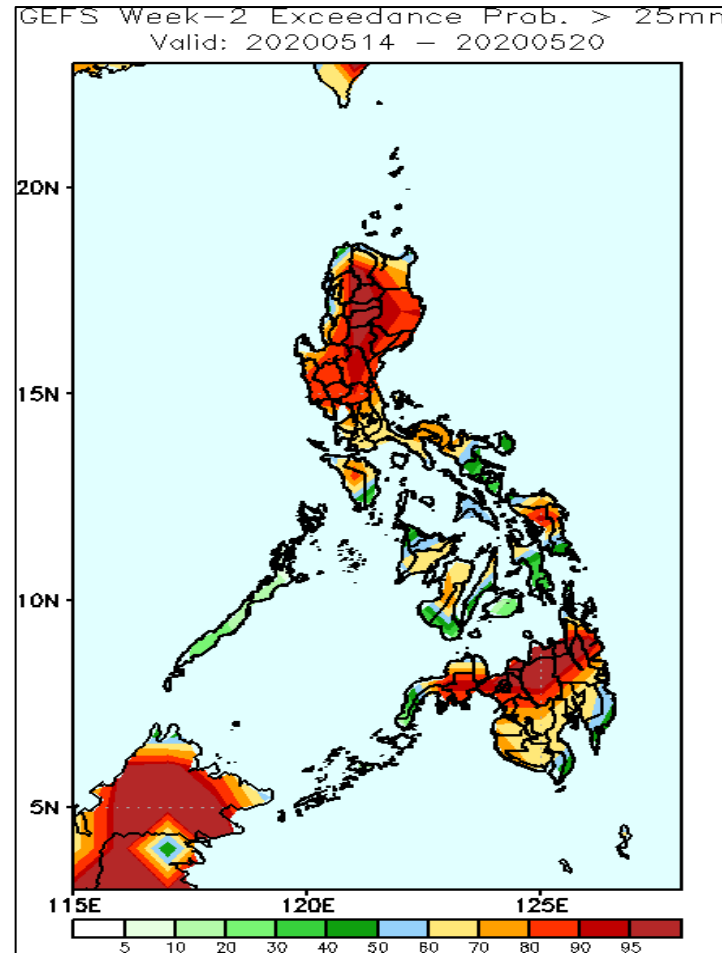 GEFS Week-2 Exceedance Prob. > 25mm
Valid: 20200514 - 20200520
20N
15N
10N
5N
115E 120E 125E
5 10 20 30 40 50 60 70 80 90 95